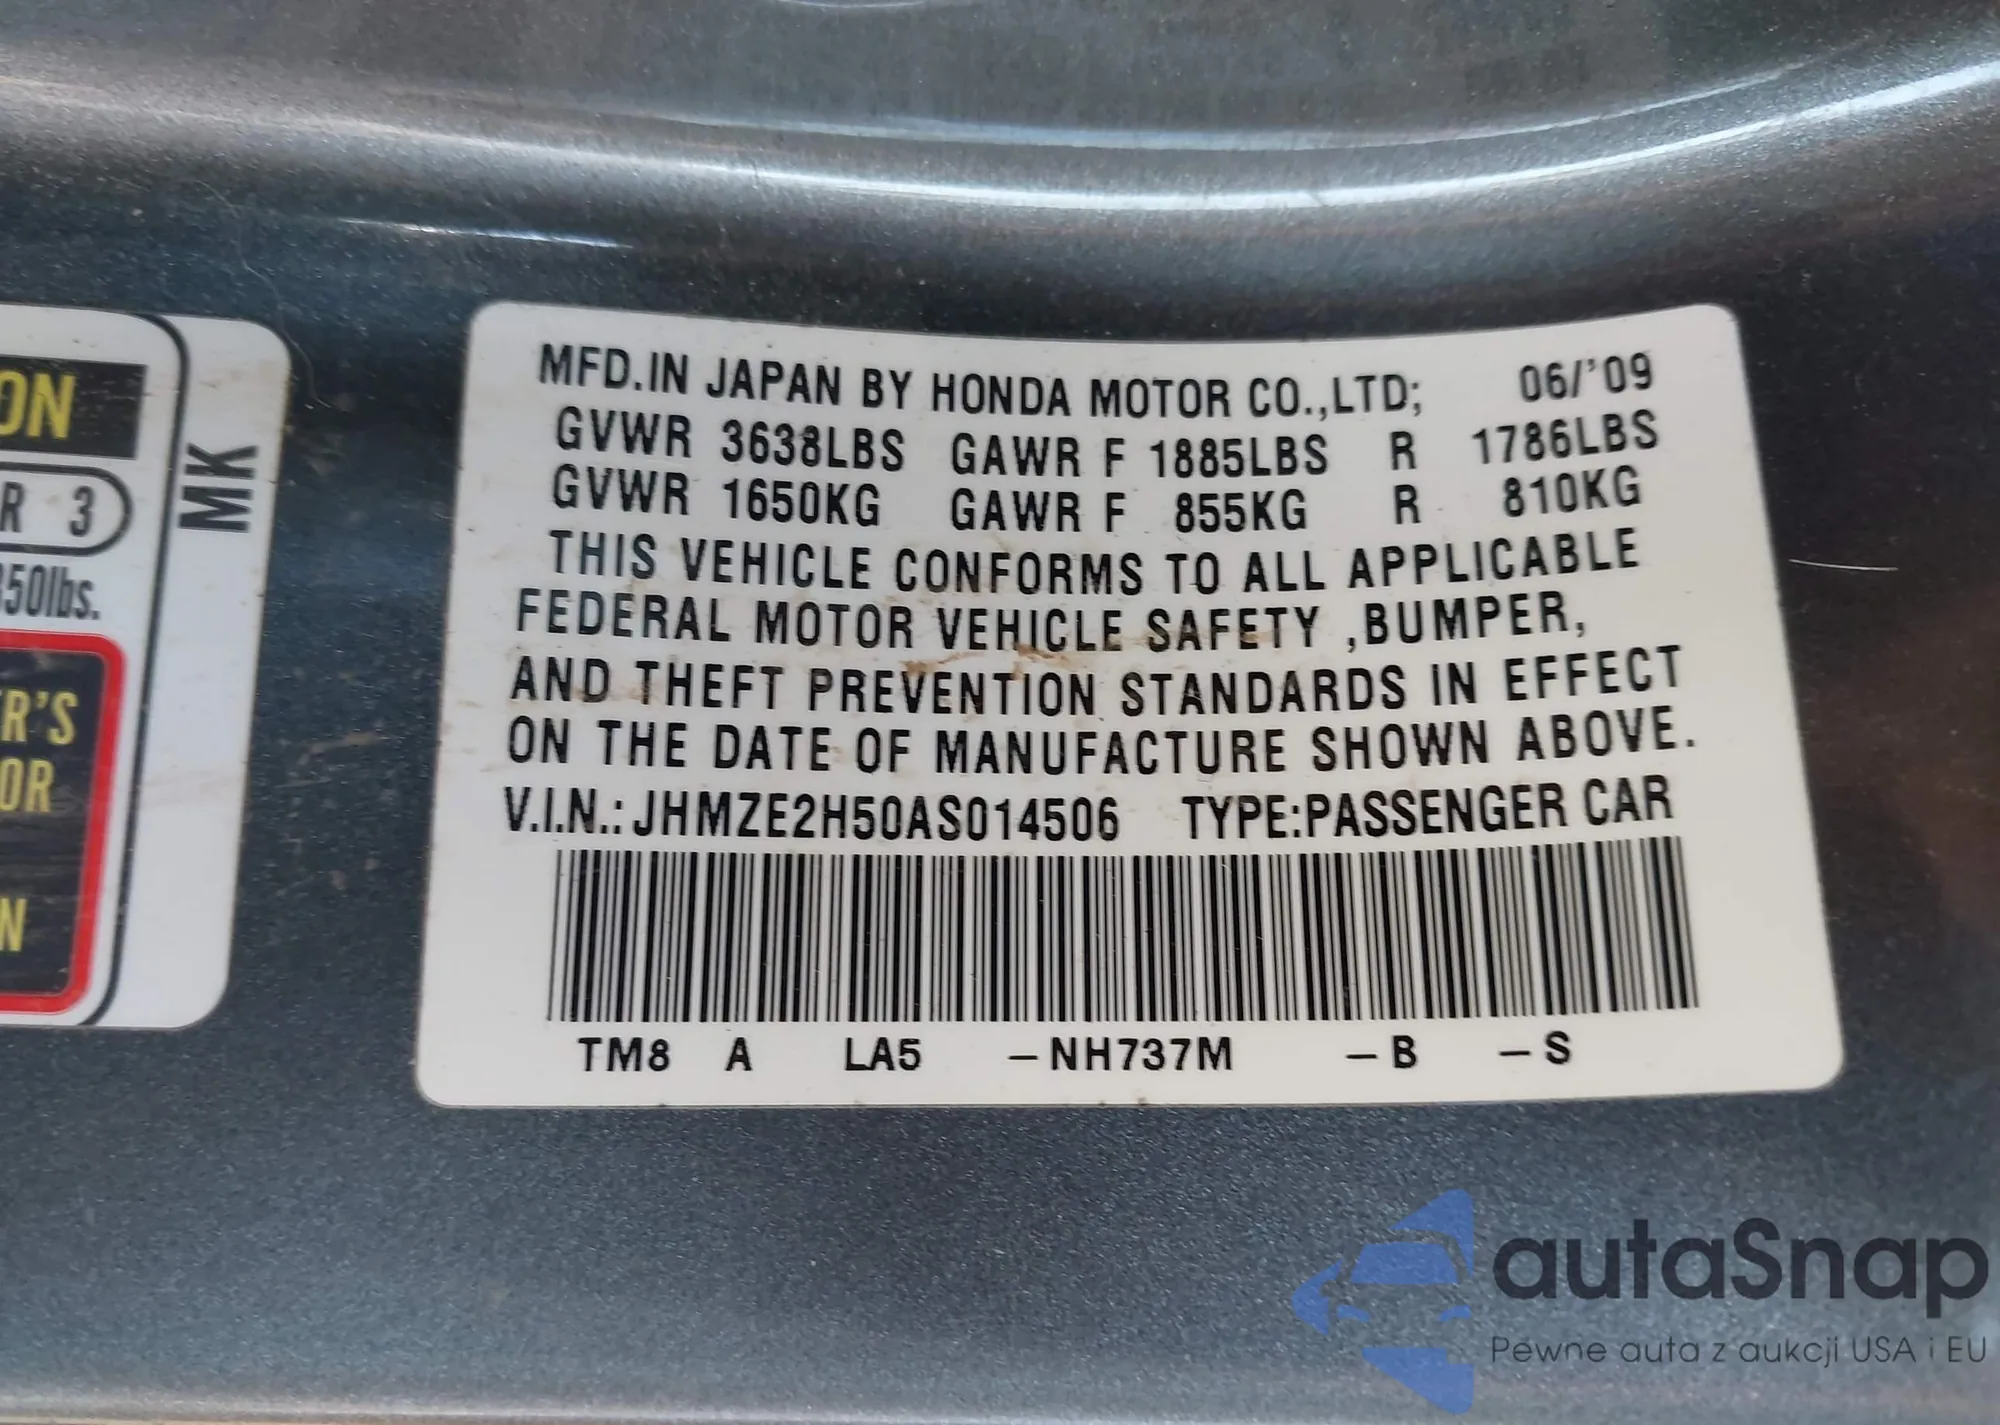 ON
R 3
350lbs.
R'S
OR
N
MK
MFD.IN JAPAN BY HONDA MOTOR CO.,LTD; 06/'09
GVWR 3638LBS GAWR F 1885LBS R 1786LBS
GVWR 1650KG GAWR F 855KG R 810KG
THIS VEHICLE CONFORMS TO ALL APPLICABLE
FEDERAL MOTOR VEHICLE SAFETY ,BUMPER,
AND THEFT PREVENTION STANDARDS IN EFFECT
ON THE DATE OF MANUFACTURE SHOWN ABOVE.
V.I.N.: JHMZE2H50AS014506 TYPE:PASSENGER CAR
TM8 A LA5 –NH737M –B –S
autaSnap
Pewne auta z aukcji USA i EU